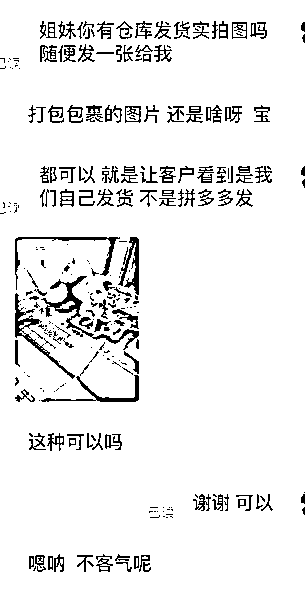 姐妹你有仓库发货实拍图吗
随便发一张给我
已读
打包包裹的图片 还是啥呀 宝
都可以 就是让客户看到是我
们自己发货 不是拼多多发
已读
这种可以吗
谢谢 可以
已读
嗯呐 不客气呢